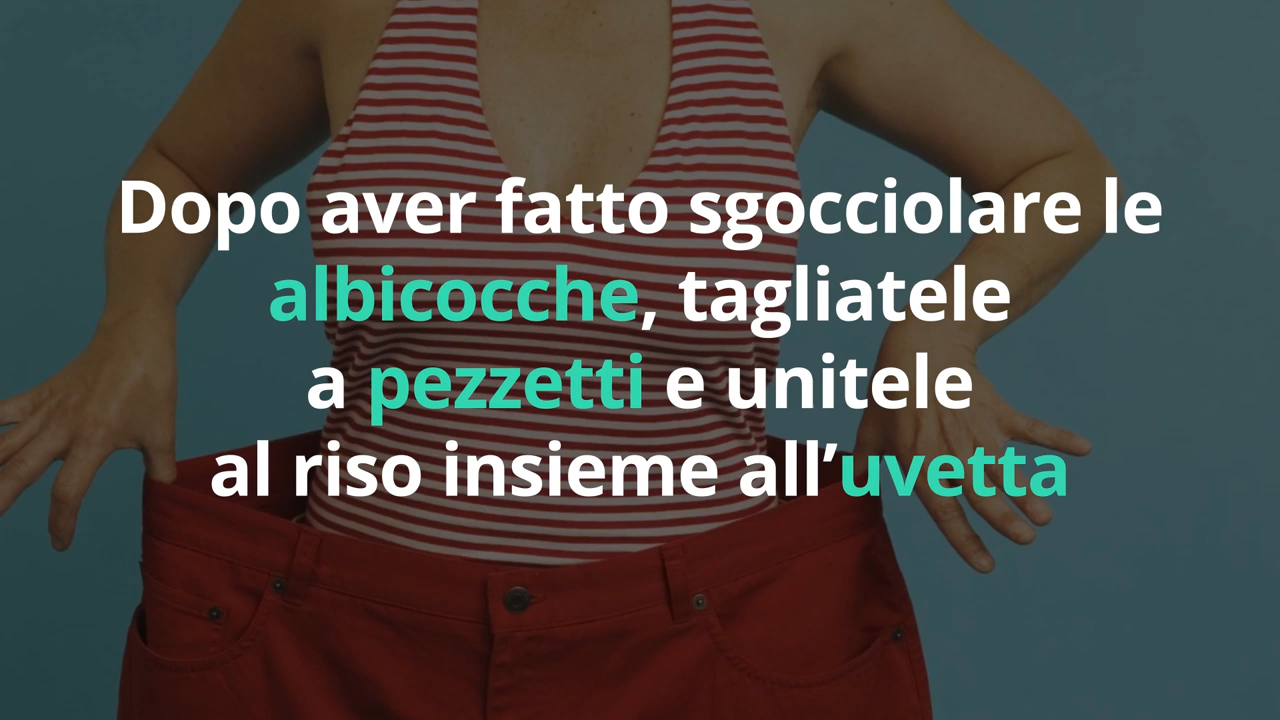 Dopo aver fatto sgocciolare le
albicocche, tagliatele
a pezzetti e unitele
al riso insieme all’uvetta